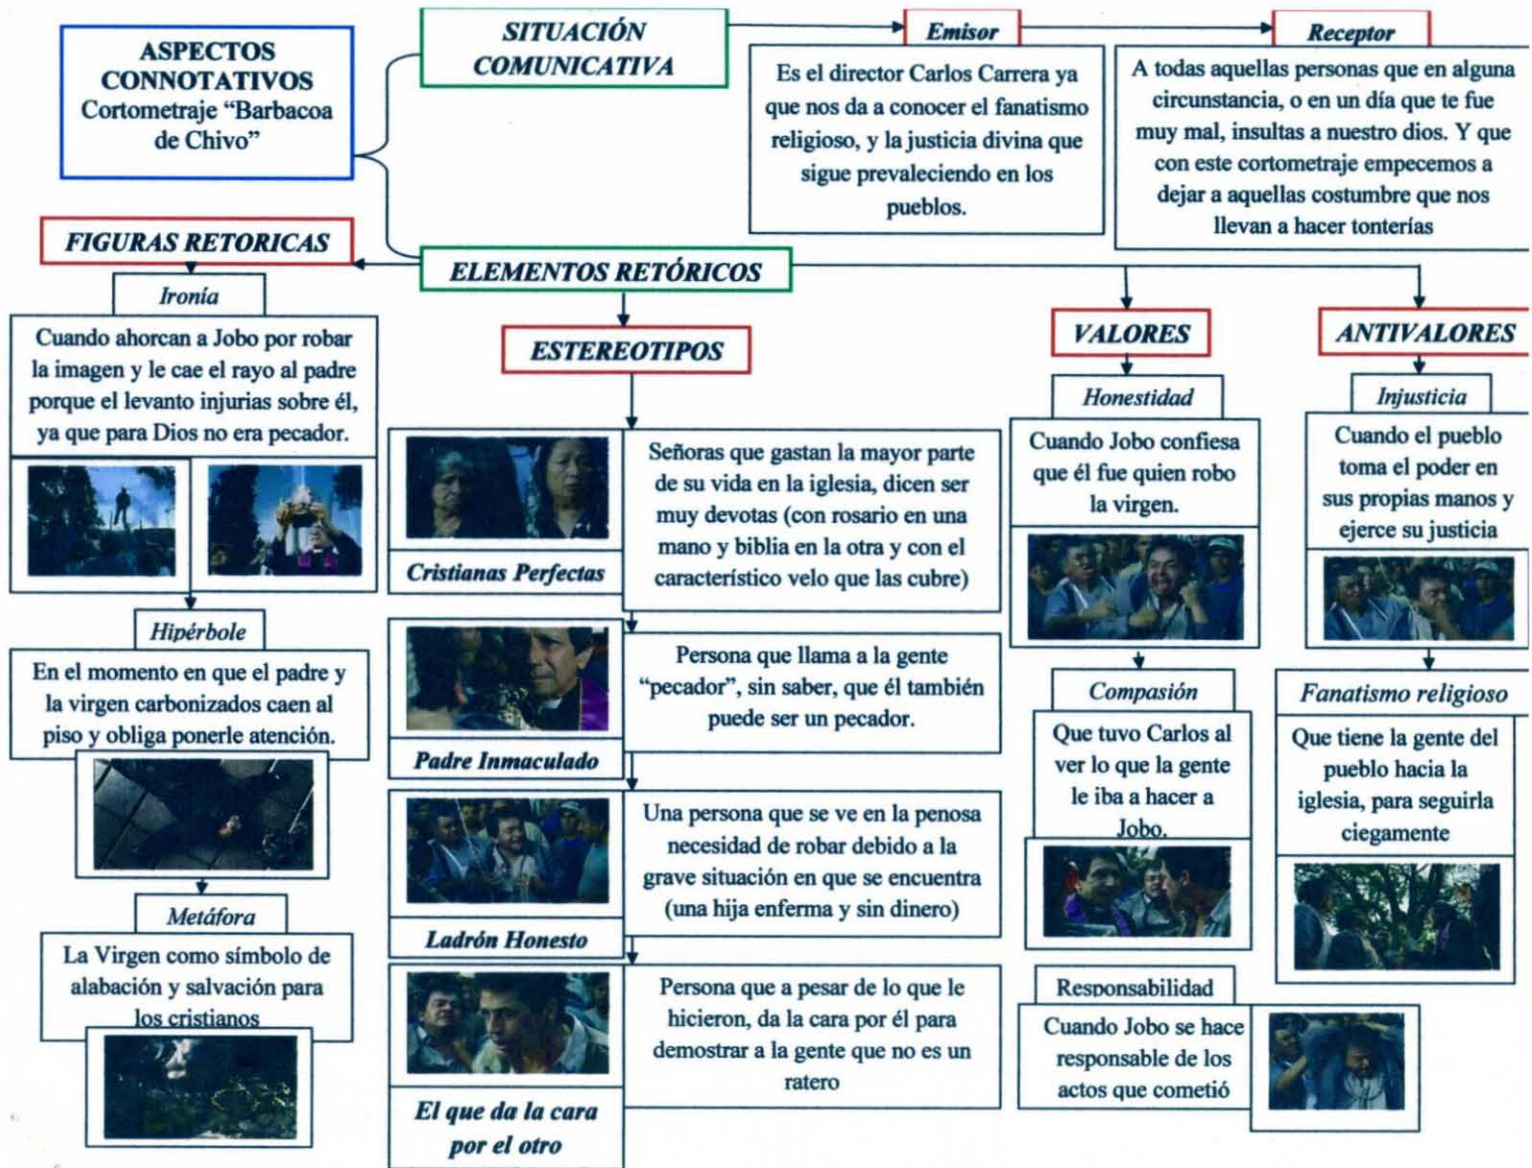 ASPECTOS
CONNOTATIVOS
Cortometraje “Barbacoa
de Chivo”
SITUACIÓN
COMUNICATIVA
Emisor
Es el director Carlos Carrera ya
que nos da a conocer el fanatismo
religioso, y la justicia divina que
sigue prevaleciendo en los
pueblos.
Receptor
A todas aquellas personas que en alguna
circunstancia, o en un día que te fue
muy mal, insultas a nuestro dios. Y que
con este cortometraje empecemos a
dejar a aquellas costumbre que nos
llevan a hacer tonterías
ELEMENTOS RETÓRICOS
FIGURAS RETORICAS
Ironía
Cuando ahorcan a Jobo por robar
la imagen y le cae el rayo al padre
porque el levanto injurias sobre él,
ya que para Dios no era pecador.
Hipérbole
En el momento en que el padre y
la virgen carbonizados caen al
piso y obliga ponerle atención.
Metáfora
La Virgen como símbolo de
alabación y salvación para
los cristianos
ESTEREOTIPOS
Cristianas Perfectas
Señoras que gastan la mayor parte
de su vida en la iglesia, dicen ser
muy devotas (con rosario en una
mano y biblia en la otra y con el
característico velo que las cubre)
Padre Inmaculado
Persona que llama a la gente
“pecador”, sin saber, que él también
puede ser un pecador.
Ladrón Honesto
Una persona que se ve en la penosa
necesidad de robar debido a la
grave situación en que se encuentra
(una hija enferma y sin dinero)
El que da la cara
por el otro
Persona que a pesar de lo que le
hicieron, da la cara por él para
demostrar a la gente que no es un
ratero
VALORES
Honestidad
Cuando Jobo confiesa
que él fue quien robo
la virgen.
Compasión
Que tuvo Carlos al
ver lo que la gente
le iba a hacer a
Jobo.
Responsabilidad
Cuando Jobo se hace
responsable de los
actos que cometió
ANTIVALORES
Injusticia
Cuando el pueblo
toma el poder en
sus propias manos y
ejerce su justicia
Fanatismo religioso
Que tiene la gente del
pueblo hacia la
iglesia, para seguirla
ciegamente